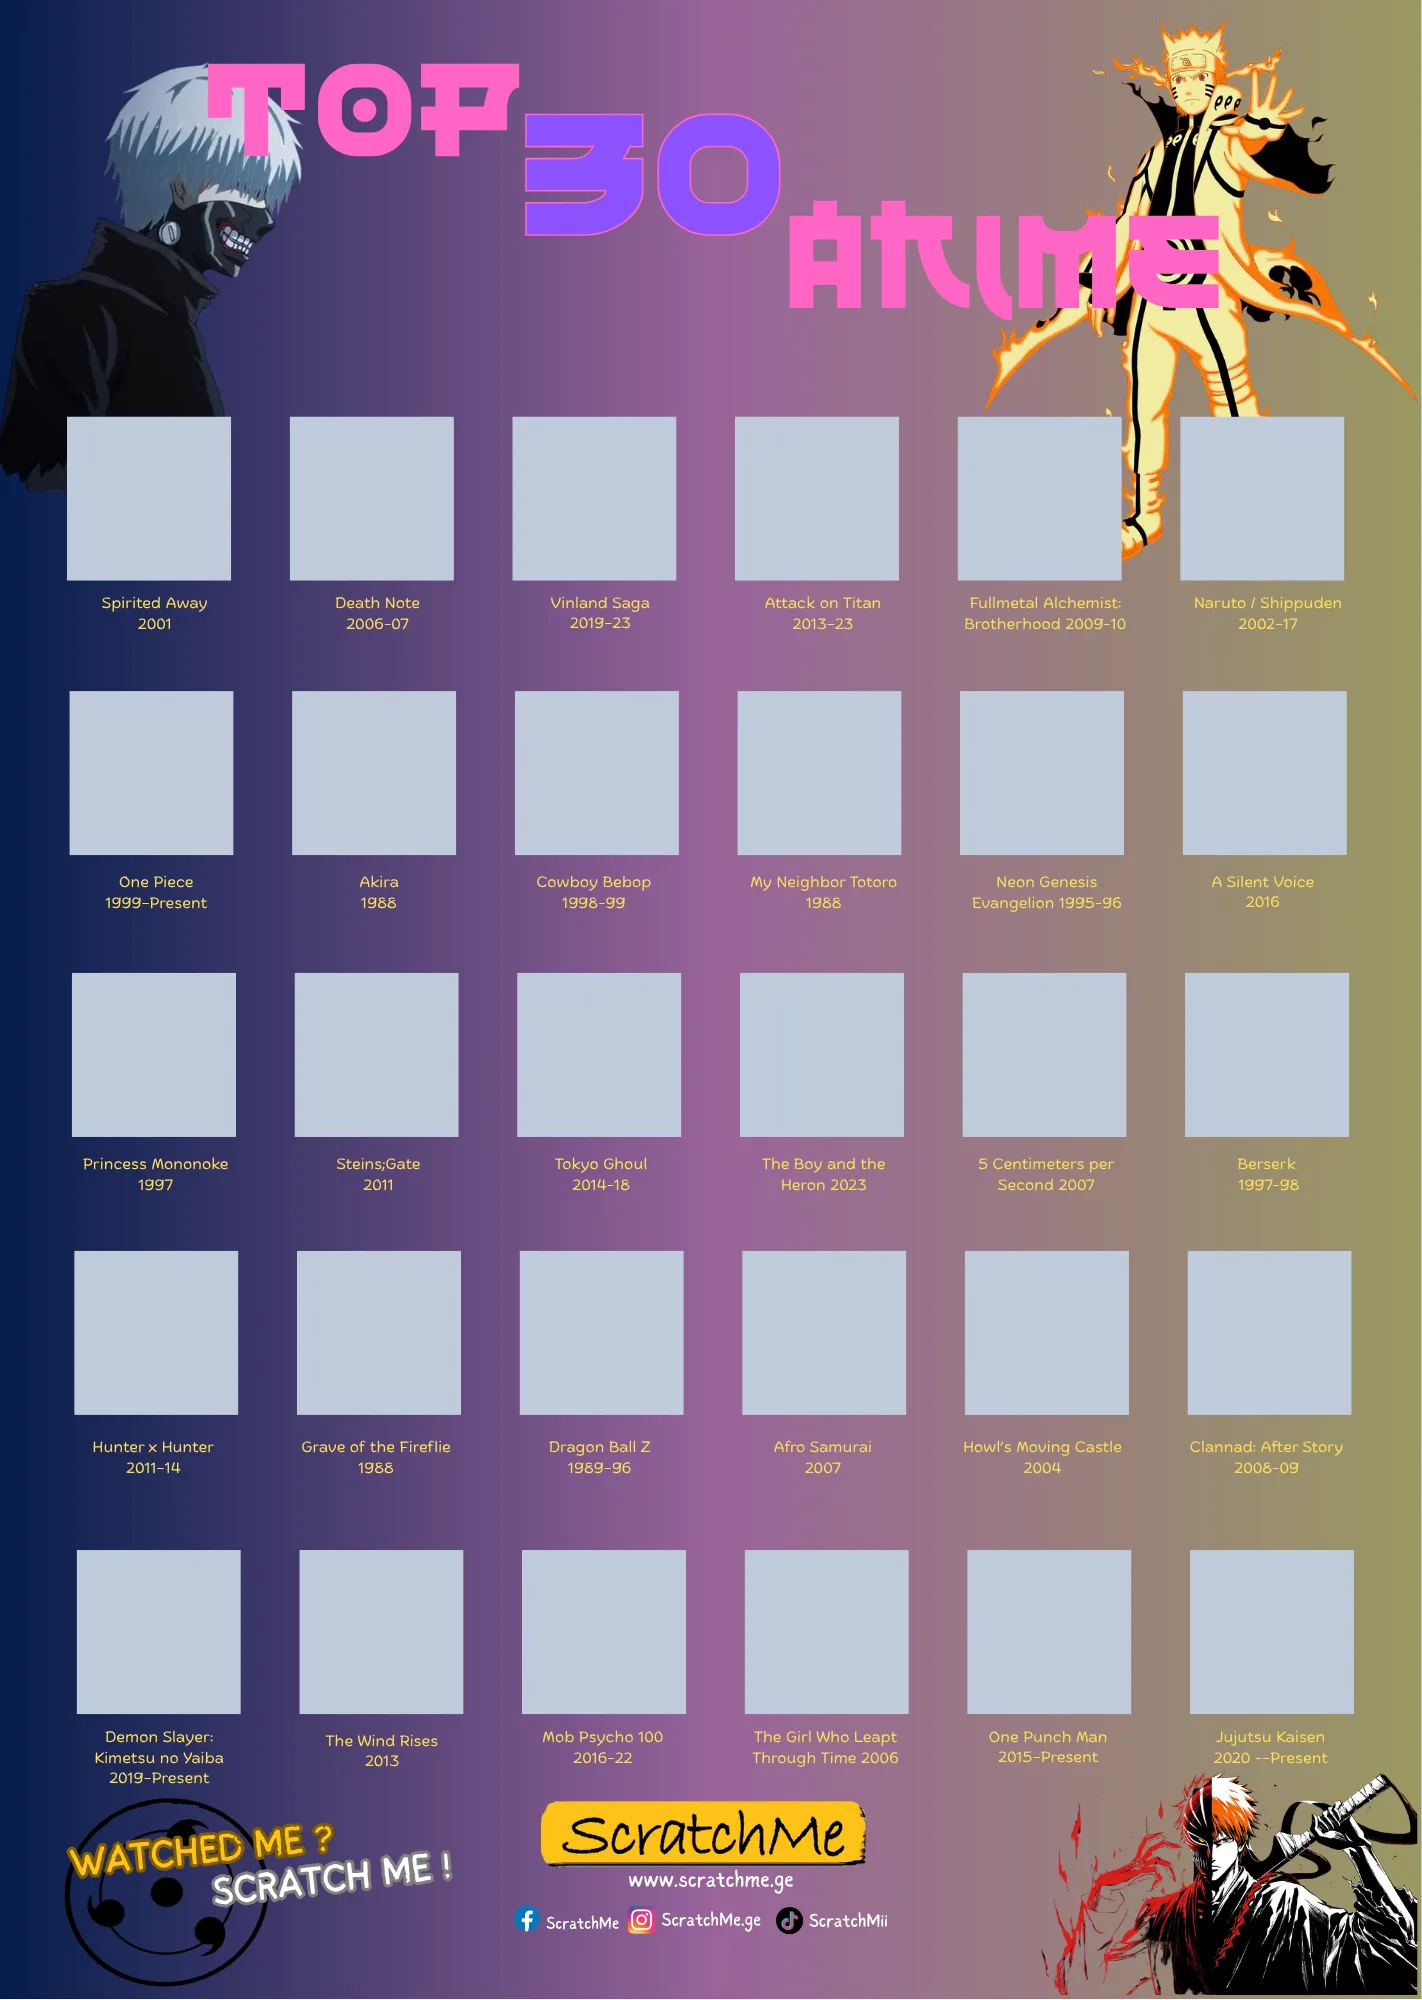 TOP
30
ANIME
Spirited Away
2001
Death Note
2006-07
Vinland Saga
2019–23
Attack on Titan
2013–23
Fullmetal Alchemist:
Brotherhood 2009-10
Naruto / Shippuden
2002–17
One Piece
1999–Present
Akira
1988
Cowboy Bebop
1998–99
My Neighbor Totoro
1988
Neon Genesis
Evangelion 1995-96
A Silent Voice
2016
Princess Mononoke
1997
Steins;Gate
2011
Tokyo Ghoul
2014-18
The Boy and the
Heron 2023
5 Centimeters per
Second 2007
Berserk
1997-98
Hunter x Hunter
2011–14
Grave of the Fireflie
1988
Dragon Ball Z
1989–96
Afro Samurai
2007
Howl's Moving Castle
2004
Clannad: After Story
2008-09
Demon Slayer:
Kimetsu no Yaiba
2019–Present
The Wind Rises
2013
Mob Psycho 100
2016-22
The Girl Who Leapt
Through Time 2006
One Punch Man
2015–Present
Jujutsu Kaisen
2020 --Present
WATCHED ME ?
SCRATCH ME !
ScratchMe
www.scratchme.ge
ScratchMe
ScratchMe.ge
ScratchMii